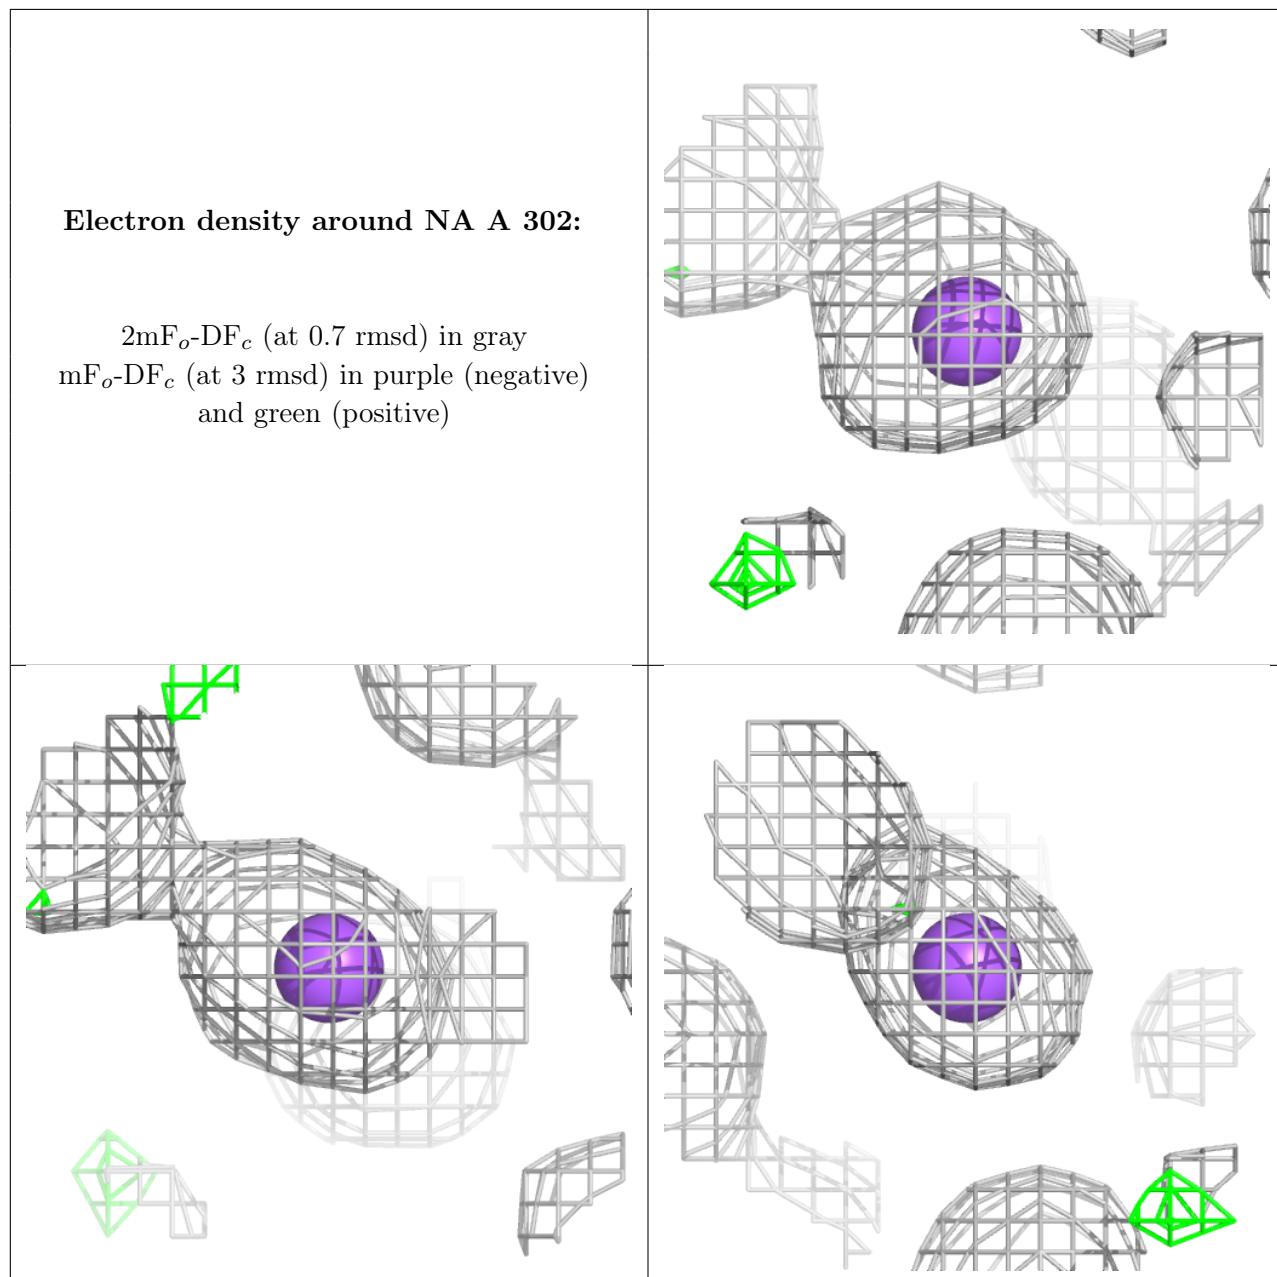 Electron density around NA A 302:
2mFo-DFc (at 0.7 rmsd) in gray
mFo-DFc (at 3 rmsd) in purple (negative)
and green (positive)